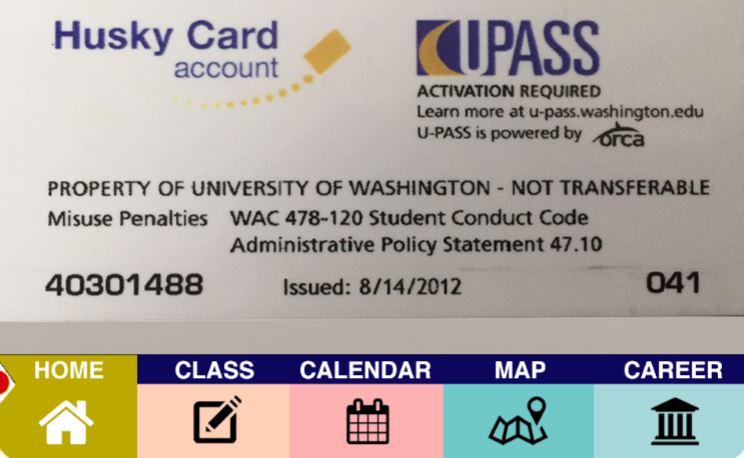 Husky Card
account
UPASS
ACTIVATION REQUIRED
Learn more at u-pass.washington.edu
U-PASS is powered by orca
PROPERTY OF UNIVERSITY OF WASHINGTON - NOT TRANSFERABLE
Misuse Penalties WAC 478-120 Student Conduct Code
Administrative Policy Statement 47.10
40301488 Issued: 8/14/2012 041
HOME CLASS CALENDAR MAP CAREER